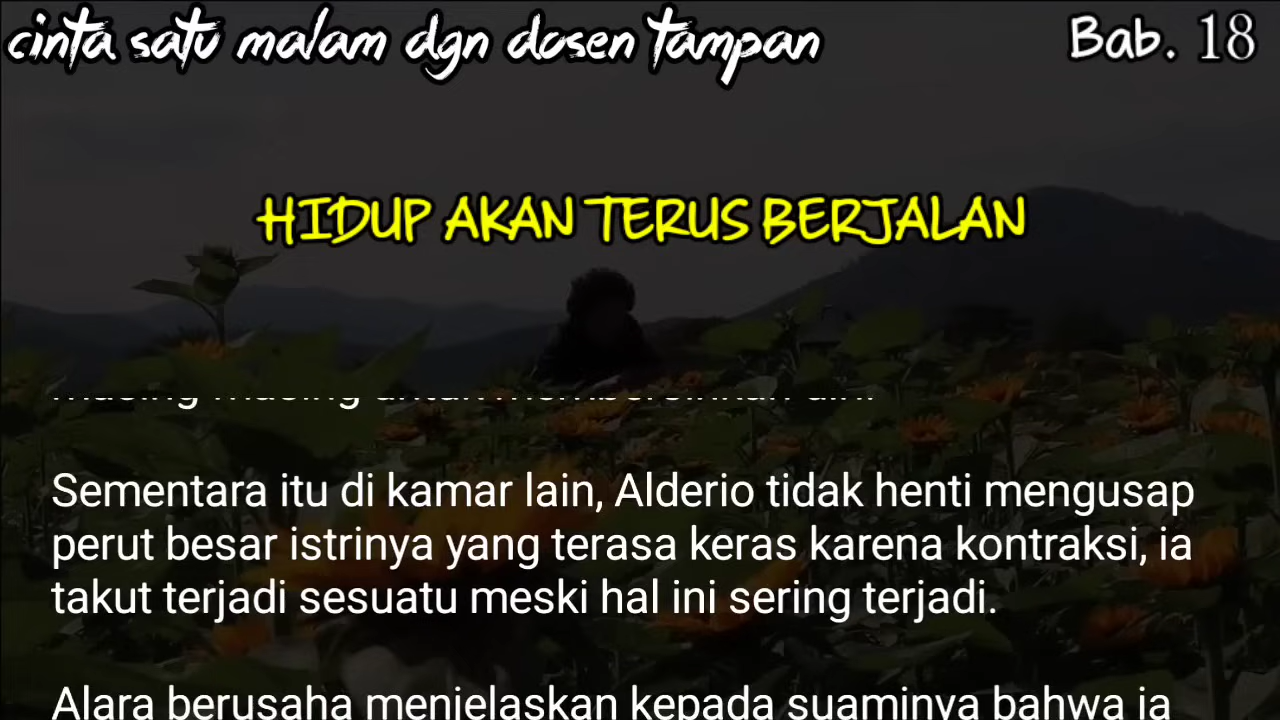 cinta satu malam dgn dosen tampan
Bab. 18
HIDUP AKAN TERUS BERJALAN
Sementara itu di kamar lain, Alderio tidak henti mengusap
perut besar istrinya yang terasa keras karena kontraksi, ia
takut terjadi sesuatu meski hal ini sering terjadi.
Alara berusaha menjelaskan kepada suaminya bahwa ia